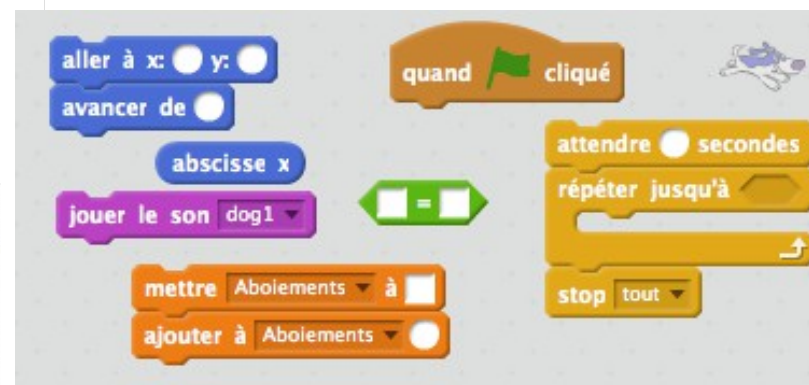 aller à x: y:
avancer de
abscisse x
jouer le son dog1
mettre Aboiements à
ajouter à Aboiements
quand cliqué
=
attendre secondes
répéter jusqu'à
stop tout